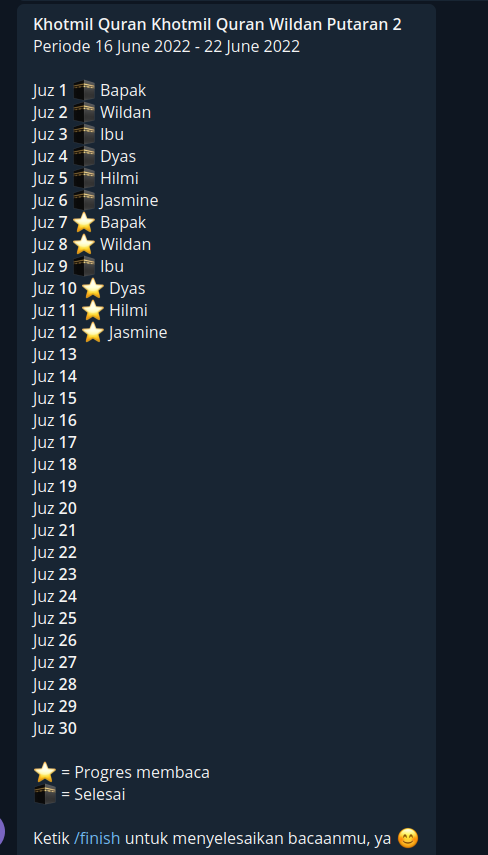 Khotmil Quran Khotmil Quran Wildan Putaran 2
Periode 16 June 2022 - 22 June 2022
Juz 1 🕋 Bapak
Juz 2 🕋 Wildan
Juz 3 🕋 Ibu
Juz 4 🕋 Dyas
Juz 5 🕋 Hilmi
Juz 6 🕋 Jasmine
Juz 7 ⭐ Bapak
Juz 8 ⭐ Wildan
Juz 9 🕋 Ibu
Juz 10 ⭐ Dyas
Juz 11 ⭐ Hilmi
Juz 12 ⭐ Jasmine
Juz 13
Juz 14
Juz 15
Juz 16
Juz 17
Juz 18
Juz 19
Juz 20
Juz 21
Juz 22
Juz 23
Juz 24
Juz 25
Juz 26
Juz 27
Juz 28
Juz 29
Juz 30
⭐ = Progres membaca
🕋 = Selesai
Ketik /finish untuk menyelesaikan bacaanmu, ya 😊